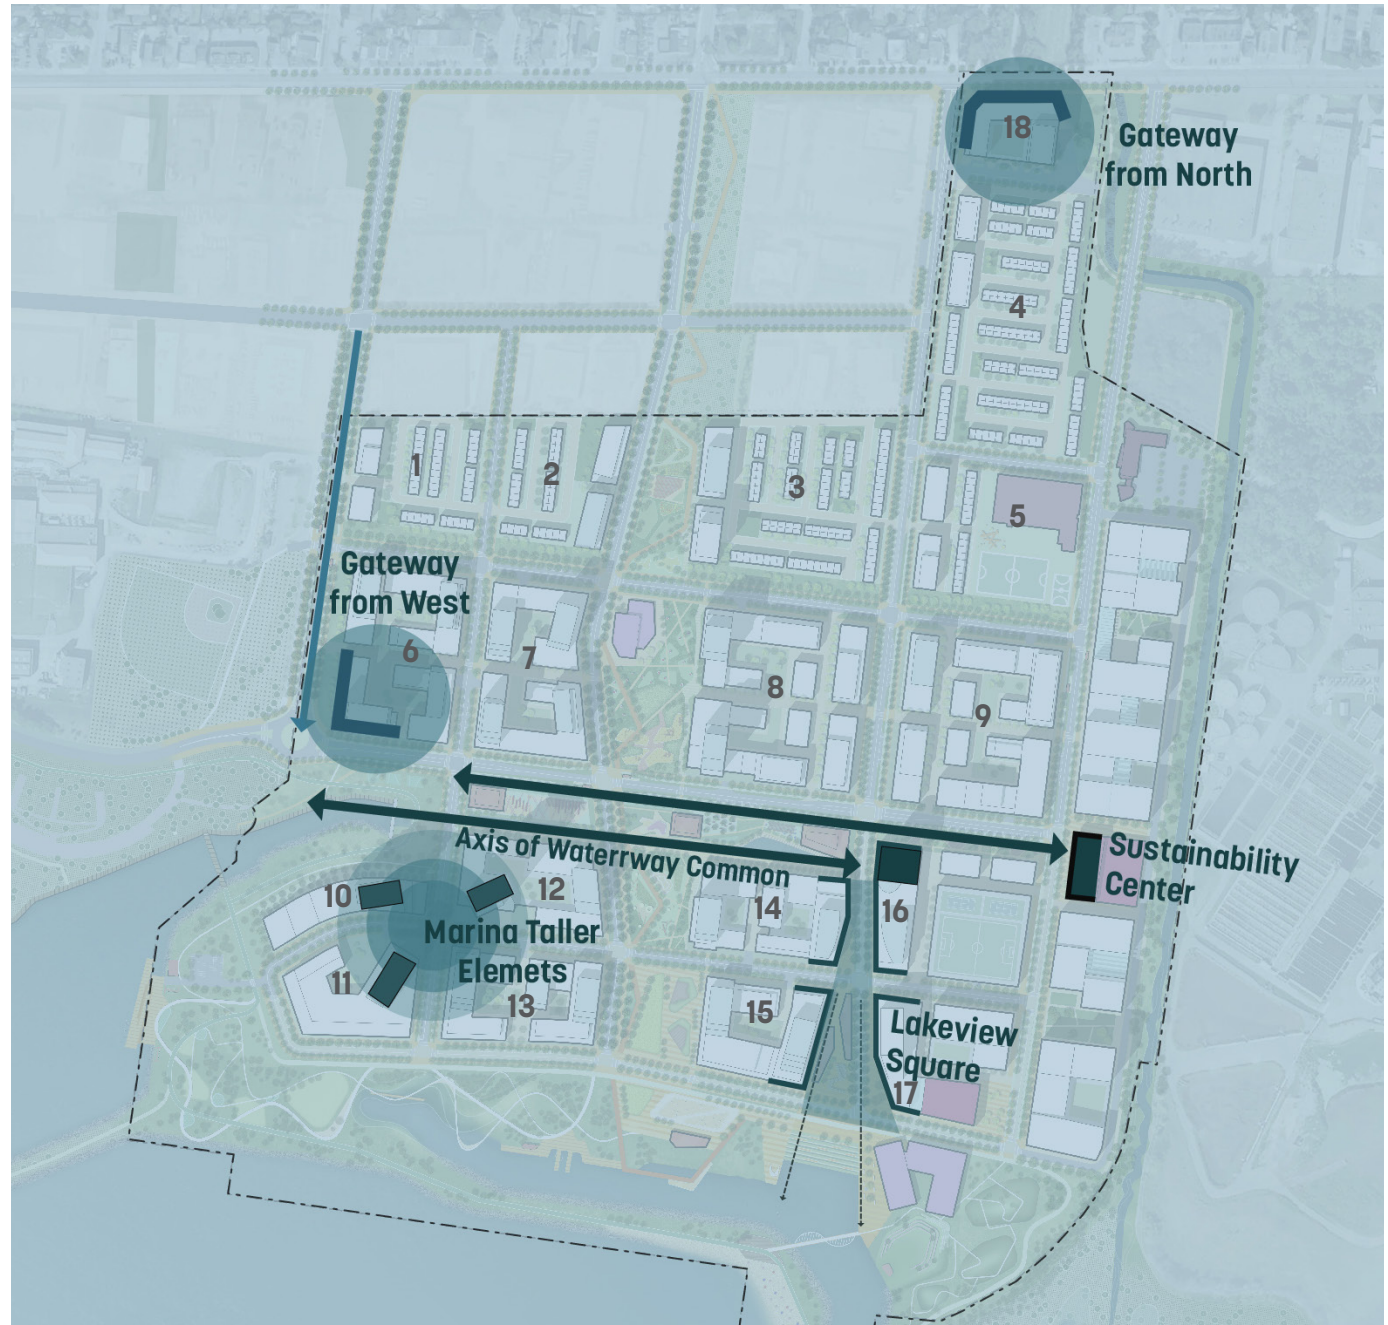 18
Gateway
from North
4
1
2
3
5
Gateway
from West
6
7
8
9
Axis of Waterrway Common
Sustainability
Center
10
12
14
16
Marina Taller
Elemets
11
13
15
Lakeview
Square
17